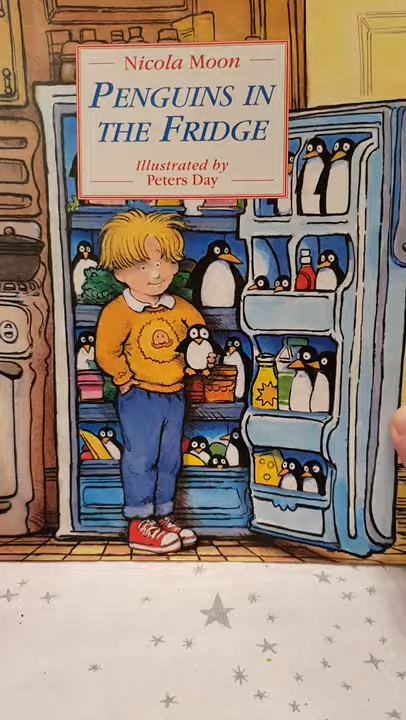 Nicola Moon
PENGUINS IN
THE FRIDGE
Illustrated by
Peters Day